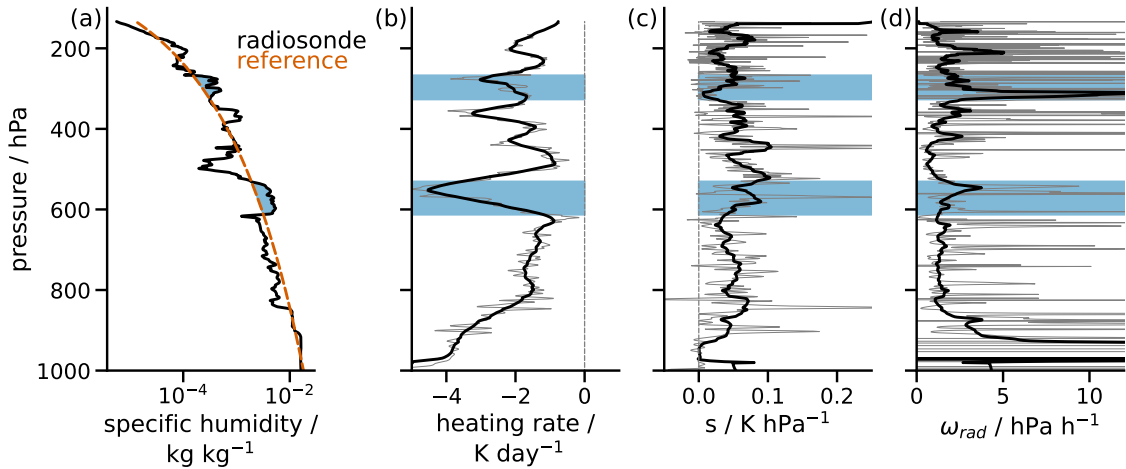 (a)
(b)
(c)
(d)
radiosonde
reference
pressure / hPa
200
400
600
800
1000
10⁻⁴ 10⁻²
−4 −2 0
0.0 0.1 0.2
0 5 10
specific humidity /
kg kg⁻¹
heating rate /
K day⁻¹
s / K hPa⁻¹
ω_rad / hPa h⁻¹